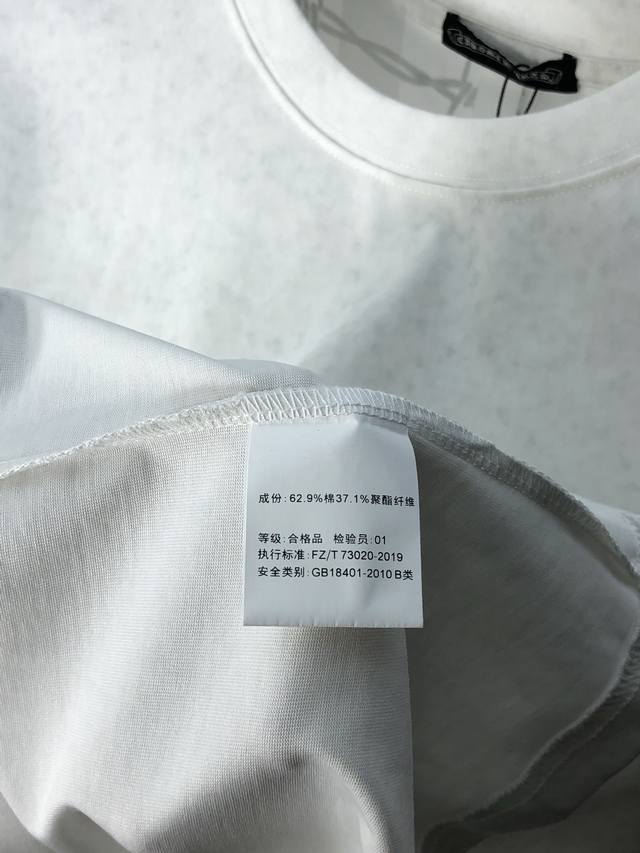 成份:62.9%棉37.1%聚酯纤维
等级:合格品 检验员:01
执行标准:FZ/T 73020-2019
安全类别:GB18401-2010 B类